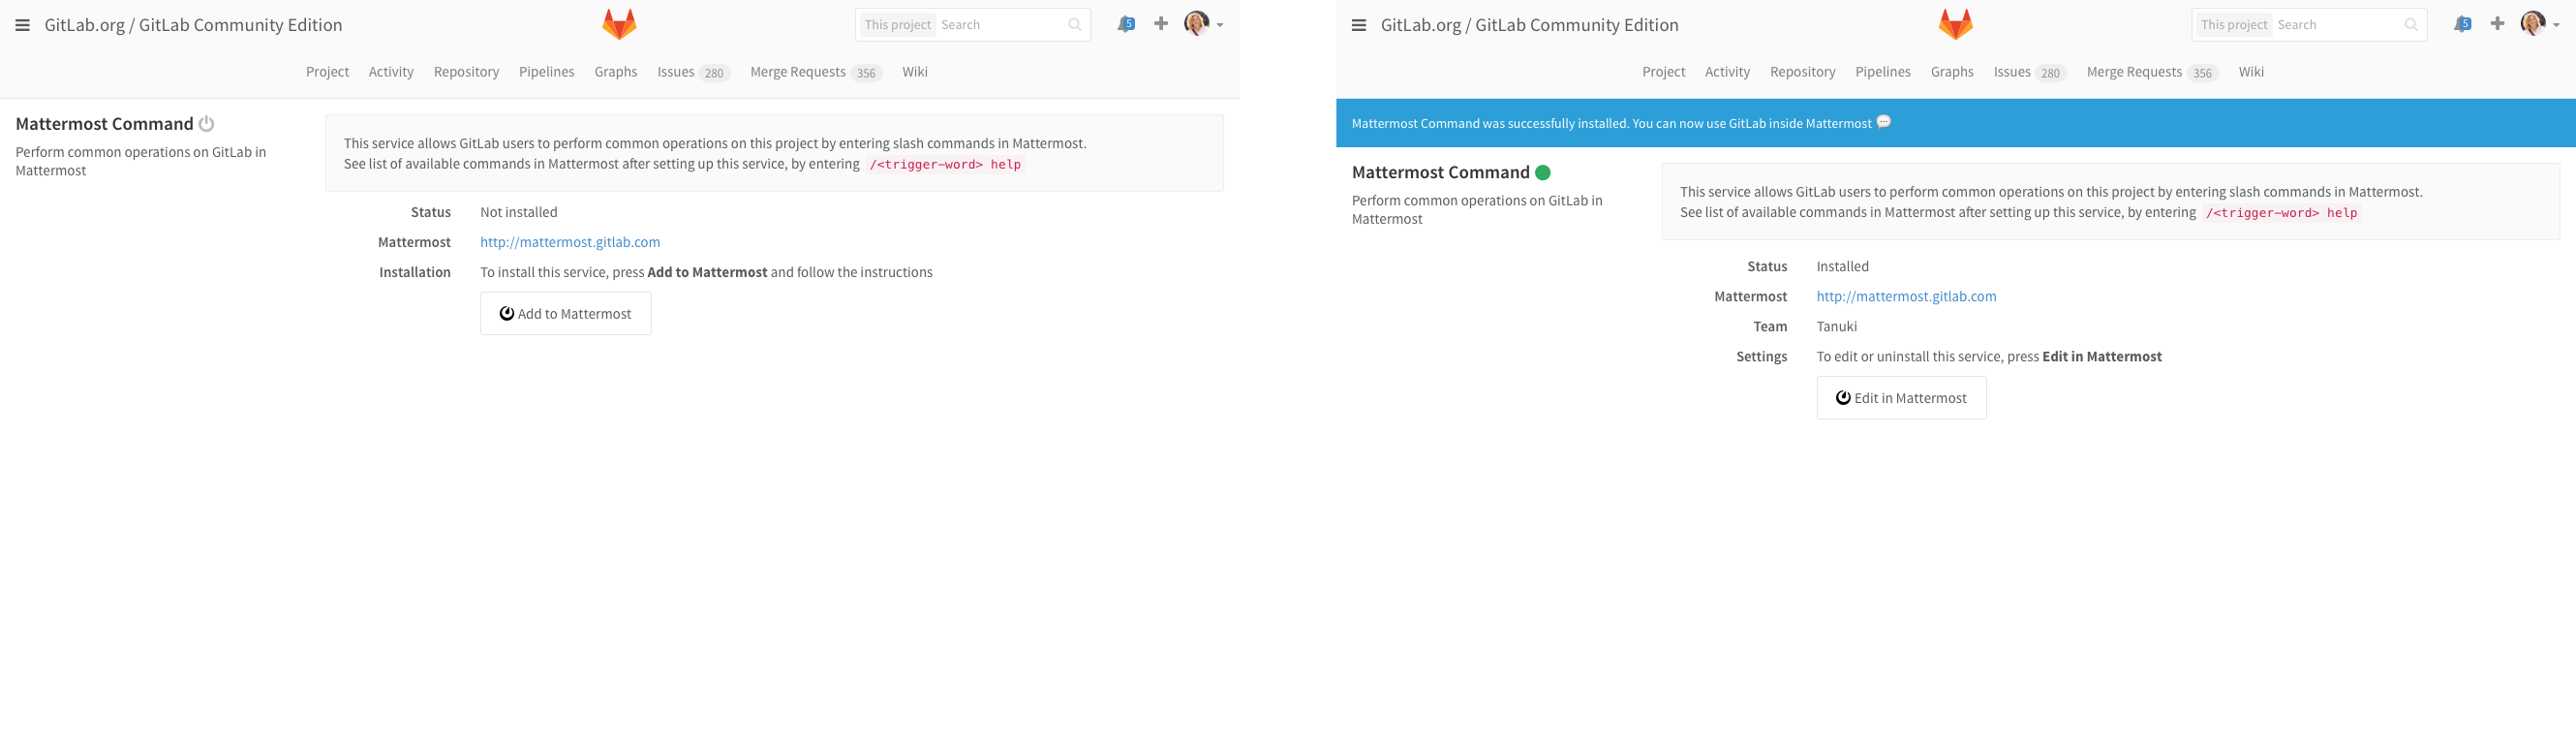 GitLab.org / GitLab Community Edition
This project Search
5
Project Activity Repository Pipelines Graphs Issues 280 Merge Requests 356 Wiki
Mattermost Command
Perform common operations on GitLab in
Mattermost
This service allows GitLab users to perform common operations on this project by entering slash commands in Mattermost.
See list of available commands in Mattermost after setting up this service, by entering /<trigger-word> help
Status Not installed
Mattermost http://mattermost.gitlab.com
Installation To install this service, press Add to Mattermost and follow the instructions
Add to Mattermost
GitLab.org / GitLab Community Edition
This project Search
5
Project Activity Repository Pipelines Graphs Issues 280 Merge Requests 356 Wiki
Mattermost Command was successfully installed. You can now use GitLab inside Mattermost 💬
Mattermost Command
Perform common operations on GitLab in
Mattermost
This service allows GitLab users to perform common operations on this project by entering slash commands in Mattermost.
See list of available commands in Mattermost after setting up this service, by entering /<trigger-word> help
Status Installed
Mattermost http://mattermost.gitlab.com
Team Tanuki
Settings To edit or uninstall this service, press Edit in Mattermost
Edit in Mattermost